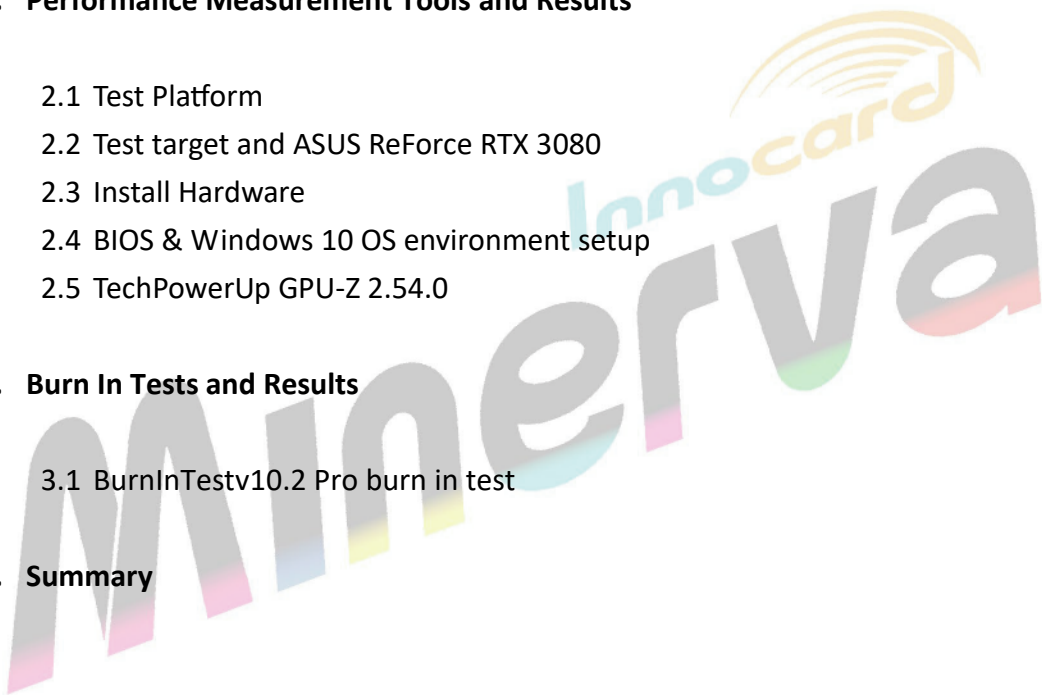 . Performance Measurement Tools and Results
2.1 Test Platform
2.2 Test target and ASUS ReForce RTX 3080
2.3 Install Hardware
2.4 BIOS & Windows 10 OS environment setup
2.5 TechPowerUp GPU-Z 2.54.0
. Burn In Tests and Results
3.1 BurnInTestv10.2 Pro burn in test
. Summary
Innocard
Minerva